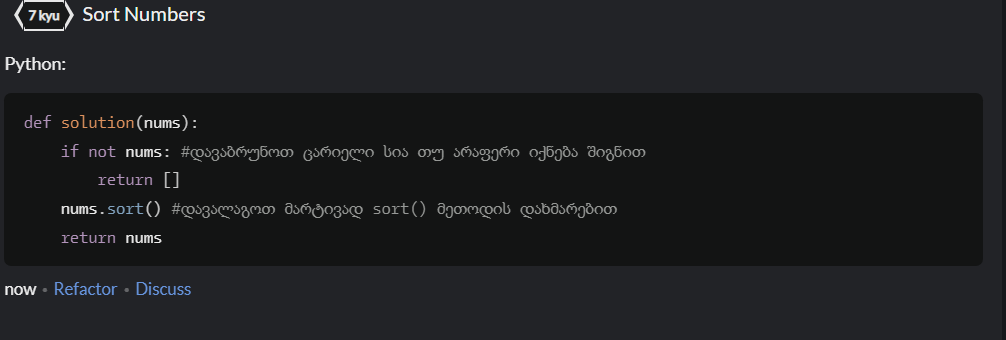 7 kyu Sort Numbers
Python:
def solution(nums):
    if not nums: #დავაბრუნოთ ცარიელი სია თუ არაფერი იქნება შიგნით
        return []
    nums.sort() #დავალაგოთ მარტივად sort() მეთოდის დახმარებით
    return nums
now • Refactor • Discuss